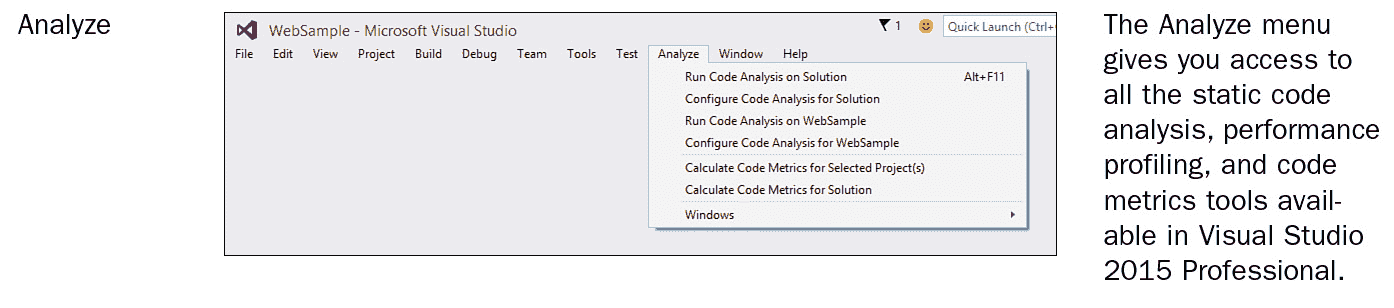 Analyze
WebSample - Microsoft Visual Studio
1
Quick Launch (Ctrl+
File Edit View Project Build Debug Team Tools Test Analyze Window Help
Run Code Analysis on Solution Alt+F11
Configure Code Analysis for Solution
Run Code Analysis on WebSample
Configure Code Analysis for WebSample
Calculate Code Metrics for Selected Project(s)
Calculate Code Metrics for Solution
Windows
The Analyze menu
gives you access to
all the static code
analysis, performance
profiling, and code
metrics tools avail-
able in Visual Studio
2015 Professional.